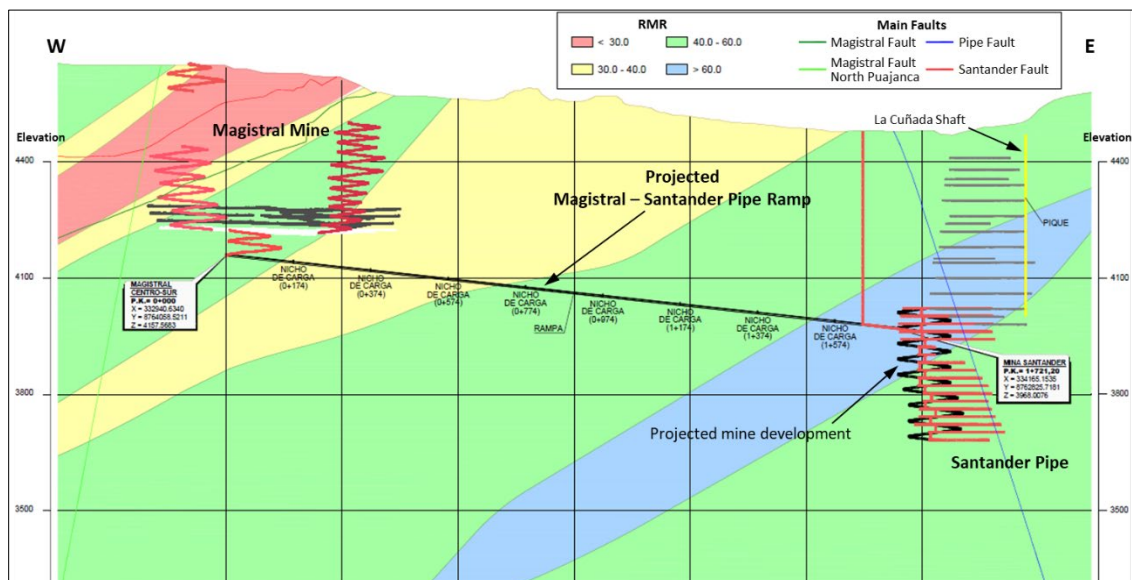 RMR
Main Faults
< 30.0
40.0 - 60.0
Magistral Fault
Pipe Fault
30.0 - 40.0
> 60.0
Magistral Fault
North Puajanca
Santander Fault
W
E
La Cuñada Shaft
Elevation
Elevation
Magistral Mine
4400
4400
Projected
Magistral – Santander Pipe Ramp
PIQUE
4100
4100
NICHO
DE CARGA
(0+174)
NICHO
DE CARGA
(0+374)
NICHO
DE CARGA
(0+574)
NICHO
DE CARGA
(0+774)
NICHO
DE CARGA
(0+974)
NICHO
DE CARGA
(1+174)
NICHO
DE CARGA
(1+374)
NICHO
DE CARGA
(1+574)
RAMPA
MAGISTRAL
CENTRO-SUR
P.K.= 0+000
X = 332940.6340
Y = 8764058.5211
Z = 4157.5683
MINA SANTANDER
P.K.= 1+721,20
X = 334165.1535
Y = 8762825.7181
Z = 3968.0076
3800
3800
Projected mine development
Santander Pipe
3500
3500